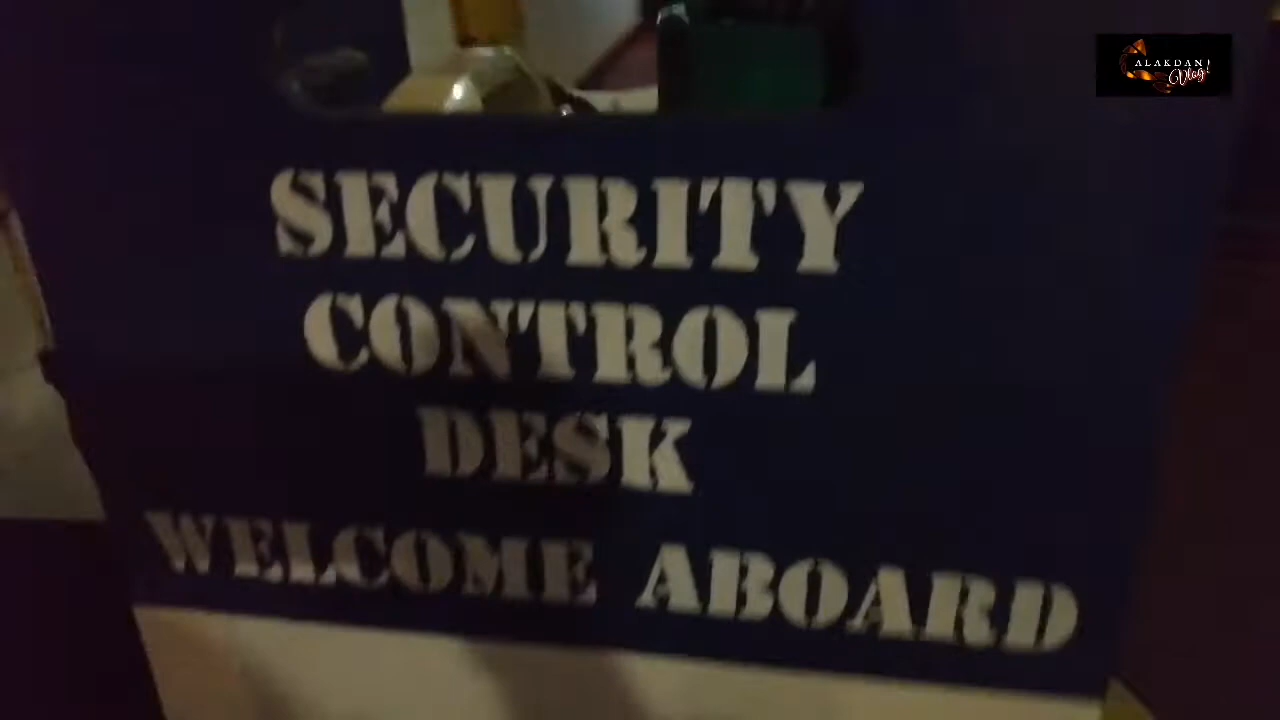 ALAKDAN!
Vlog!
SECURITY
CONTROL
DESK
WELCOME ABOARD